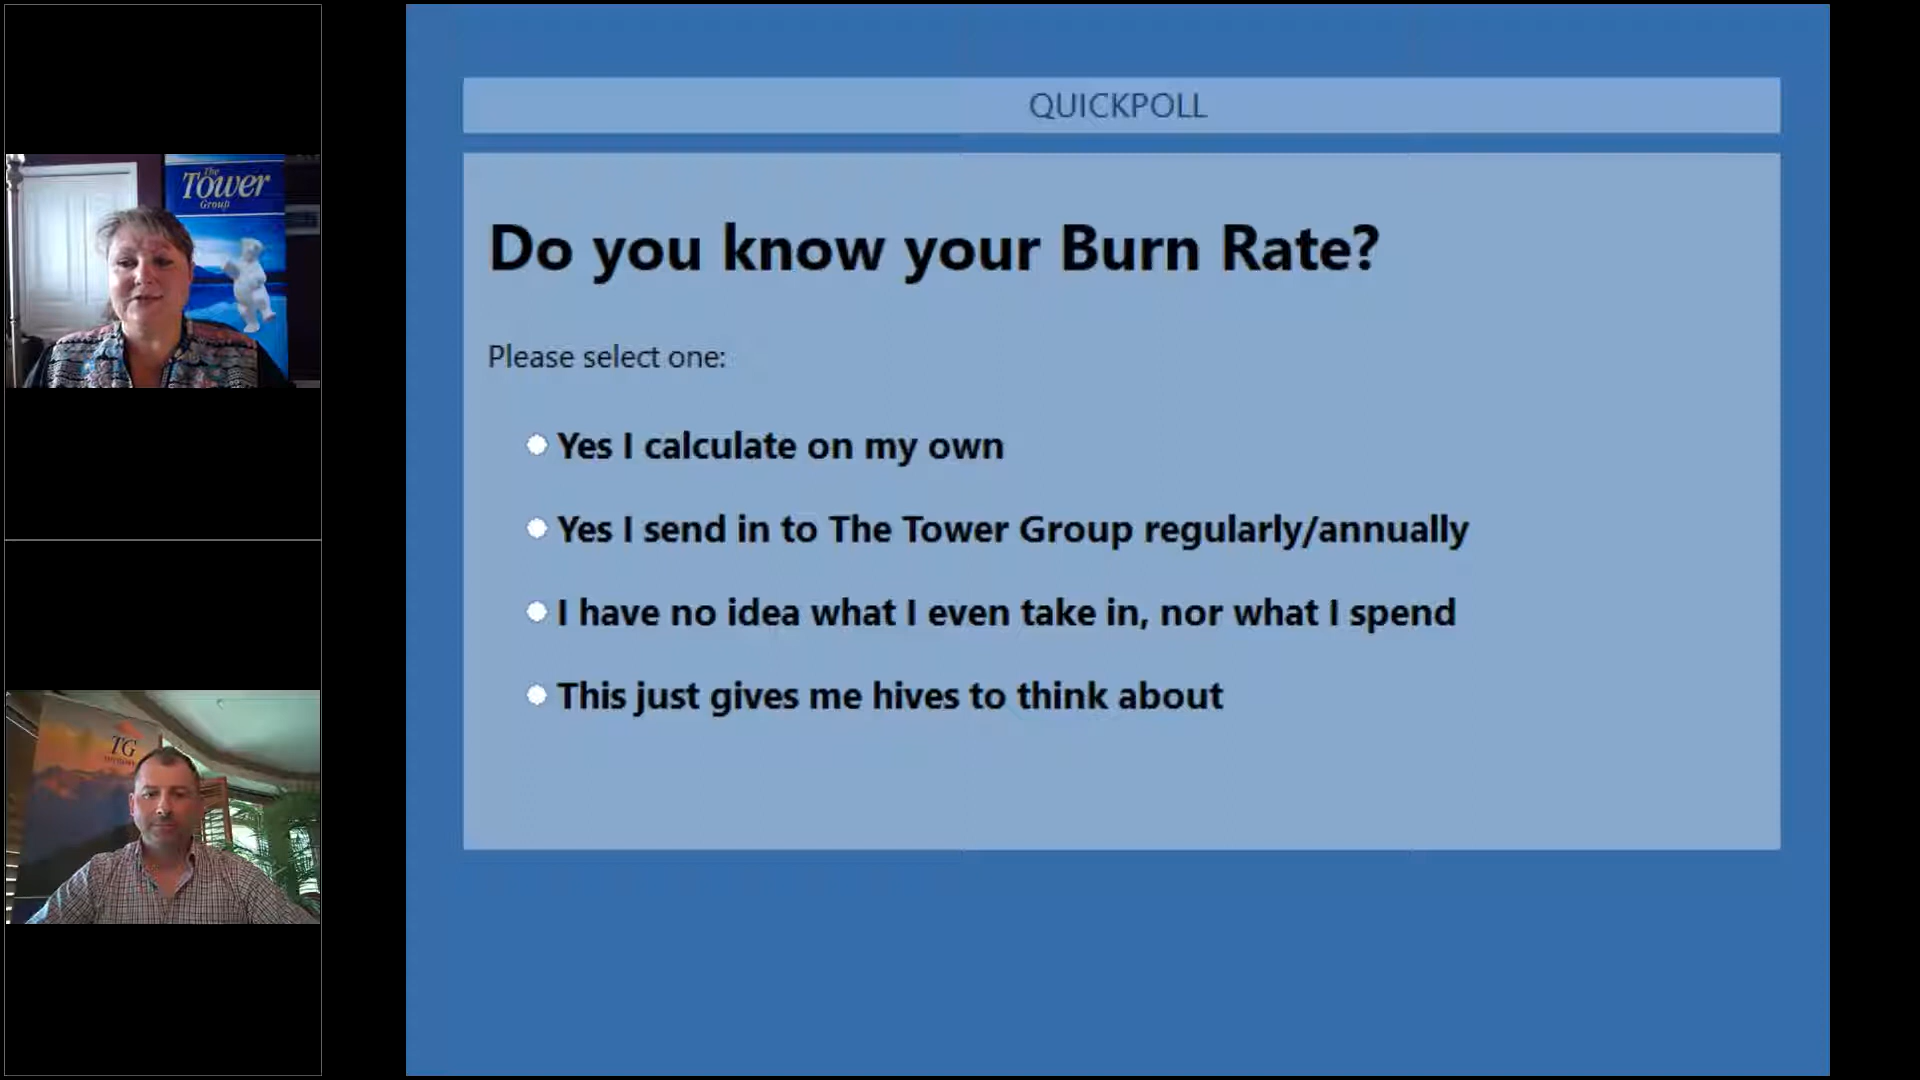 The
Tower
Group
TG
QUICKPOLL
Do you know your Burn Rate?
Please select one:
Yes I calculate on my own
Yes I send in to The Tower Group regularly/annually
I have no idea what I even take in, nor what I spend
This just gives me hives to think about